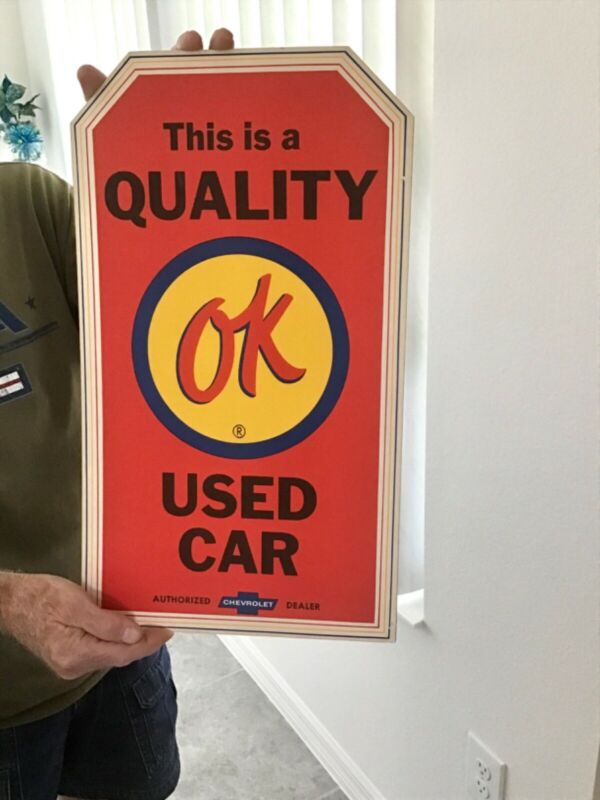 This is a
QUALITY
OK
®
USED
CAR
AUTHORIZED CHEVROLET DEALER